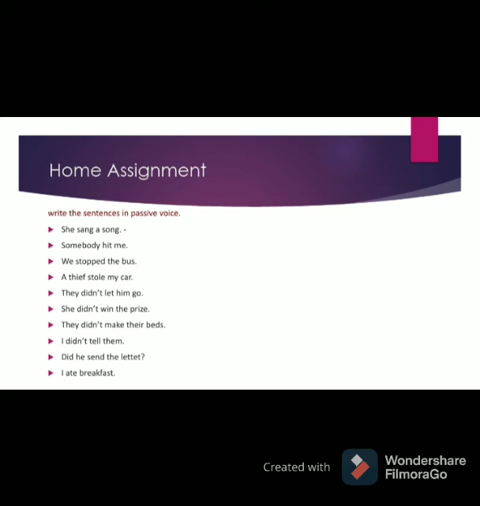 Home Assignment
write the sentences in passive voice.
She sang a song. -
Somebody hit me.
We stopped the bus.
A thief stole my car.
They didn't let him go.
She didn't win the prize.
They didn't make their beds.
I didn't tell them.
Did he send the lettet?
I ate breakfast.
Created with
Wondershare
FilmoraGo